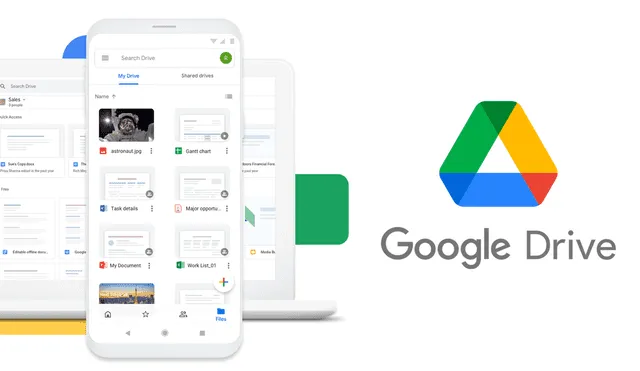 Search Drive
My Drive
Shared drives
Name
astronaut.jpg
Gantt chart
Task details
Major opportu...
My Document
Work List_01
Files
Search Drive
Sales
Files
Google Drive